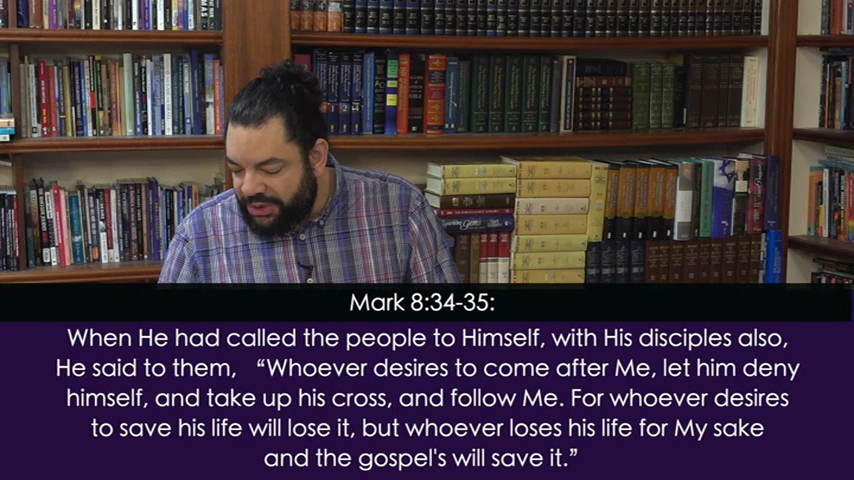 Mark 8:34-35:
When He had called the people to Himself, with His disciples also,
He said to them, “Whoever desires to come after Me, let him deny
himself, and take up his cross, and follow Me. For whoever desires
to save his life will lose it, but whoever loses his life for My sake
and the gospel's will save it.”